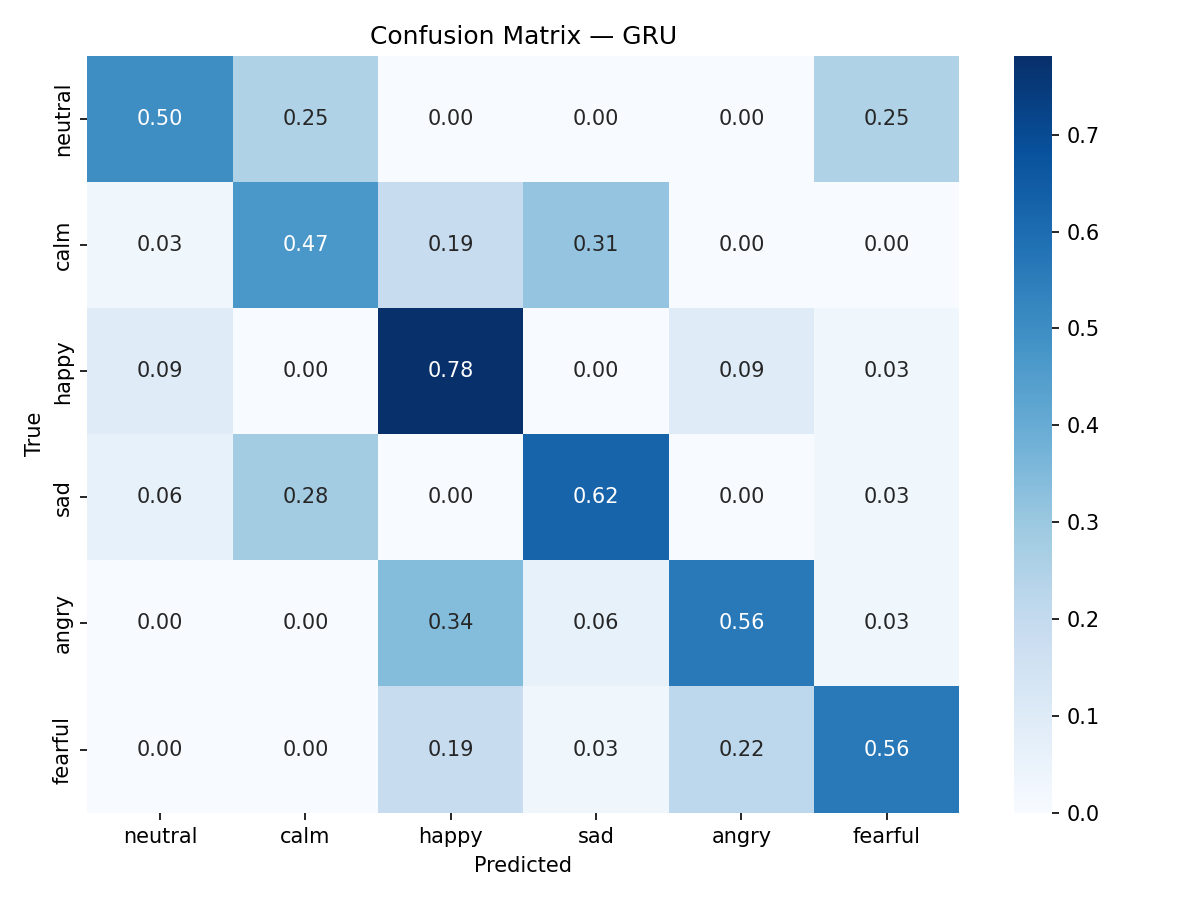 Confusion Matrix — GRU
neutral 0.50 0.25 0.00 0.00 0.00 0.25
calm 0.03 0.47 0.19 0.31 0.00 0.00
happy 0.09 0.00 0.78 0.00 0.09 0.03
sad 0.06 0.28 0.00 0.62 0.00 0.03
angry 0.00 0.00 0.34 0.06 0.56 0.03
fearful 0.00 0.00 0.19 0.03 0.22 0.56
True
neutral calm happy sad angry fearful
Predicted
0.7
0.6
0.5
0.4
0.3
0.2
0.1
0.0